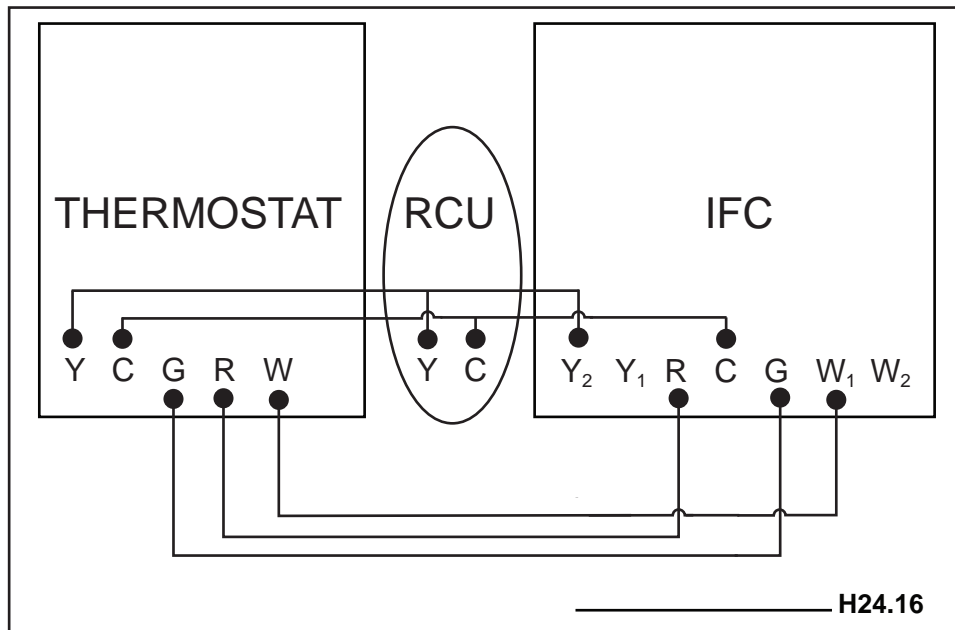 THERMOSTAT RCU IFC
Y C G R W Y C Y₂ Y₁ R C G W₁ W₂
H24.16